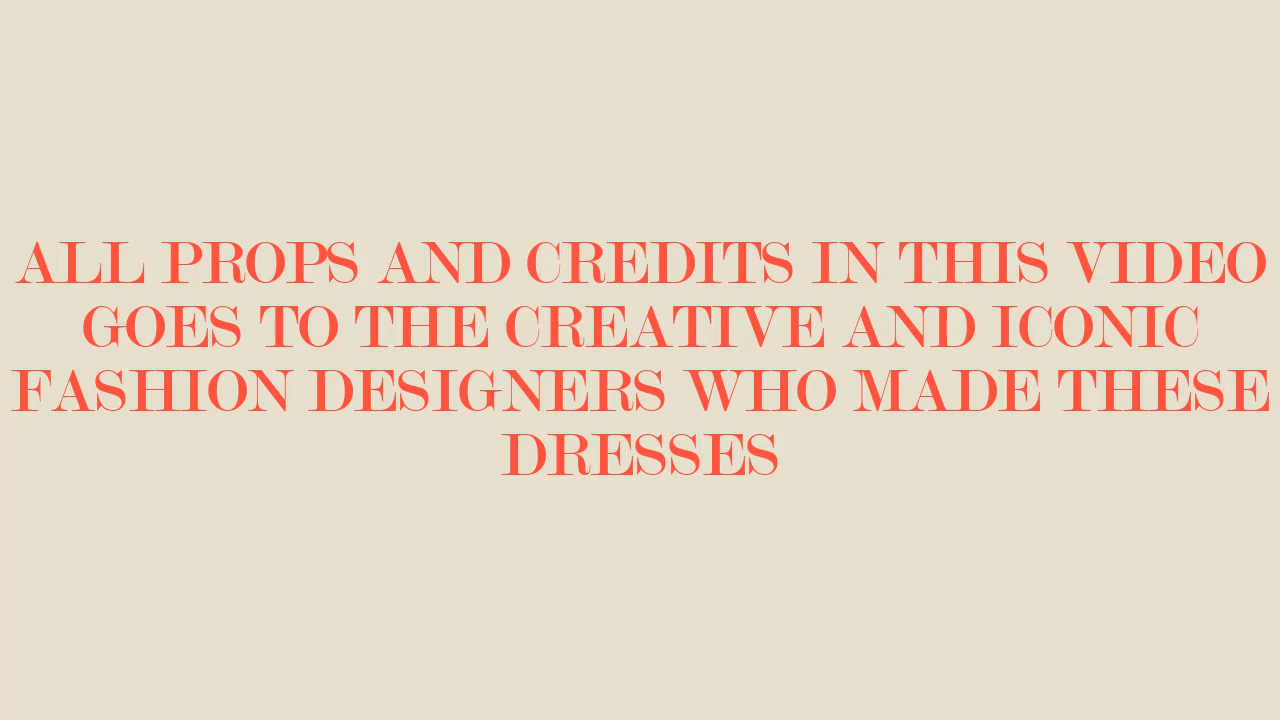 ALL PROPS AND CREDITS IN THIS VIDEO
GOES TO THE CREATIVE AND ICONIC
FASHION DESIGNERS WHO MADE THESE
DRESSES